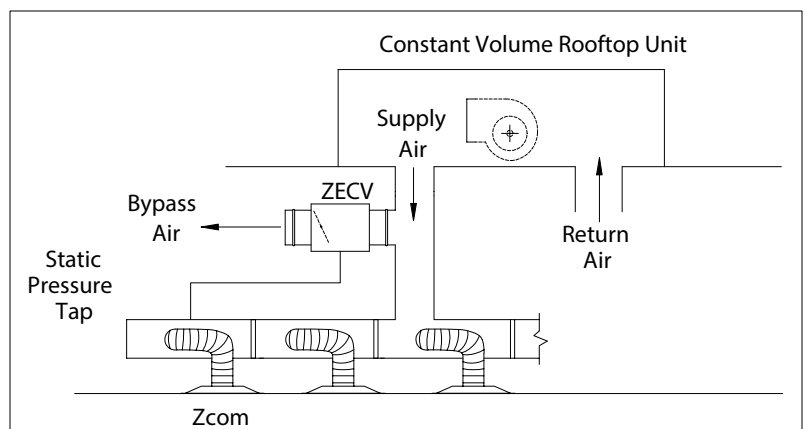 Constant Volume Rooftop Unit
Supply
Air
ZECV
Bypass
Air
Return
Air
Static
Pressure
Tap
Zcom